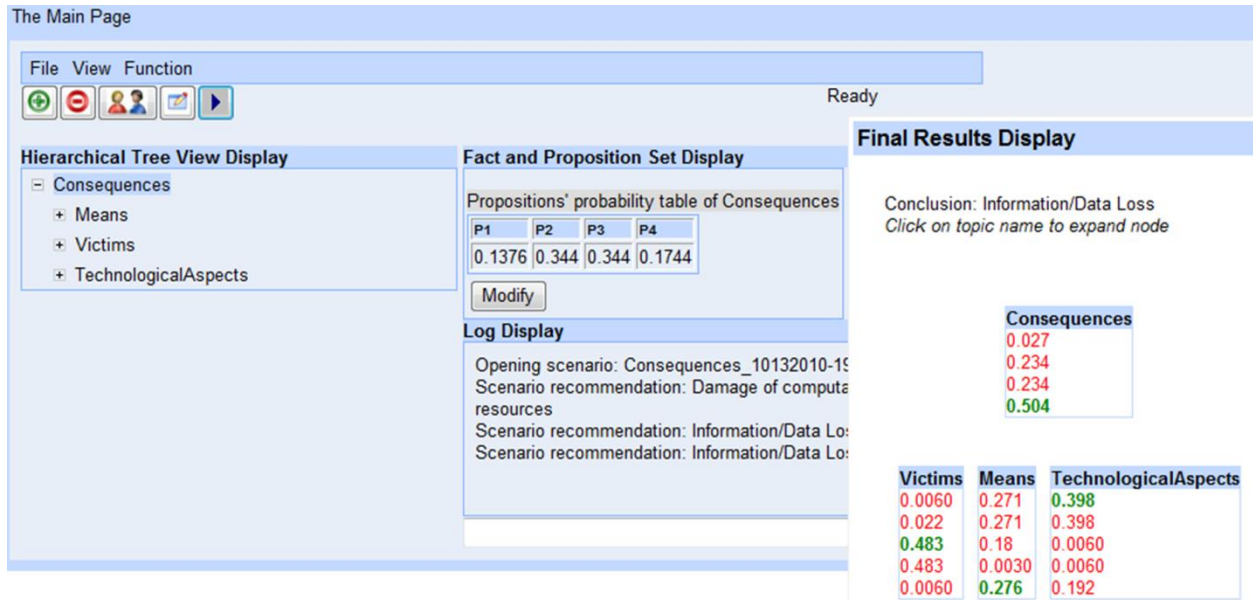 The Main Page
File View Function
Ready
Hierarchical Tree View Display
Consequences
Means
Victims
TechnologicalAspects
Fact and Proposition Set Display
Propositions' probability table of Consequences
P1 P2 P3 P4
0.1376 0.344 0.344 0.1744
Modify
Log Display
Opening scenario: Consequences_10132010-19
Scenario recommendation: Damage of computa
resources
Scenario recommendation: Information/Data Lo
Scenario recommendation: Information/Data Lo
Final Results Display
Conclusion: Information/Data Loss
Click on topic name to expand node
Consequences
0.027
0.234
0.234
0.504
Victims Means TechnologicalAspects
0.0060 0.271 0.398
0.022 0.271 0.398
0.483 0.18 0.0060
0.483 0.0030 0.0060
0.0060 0.276 0.192